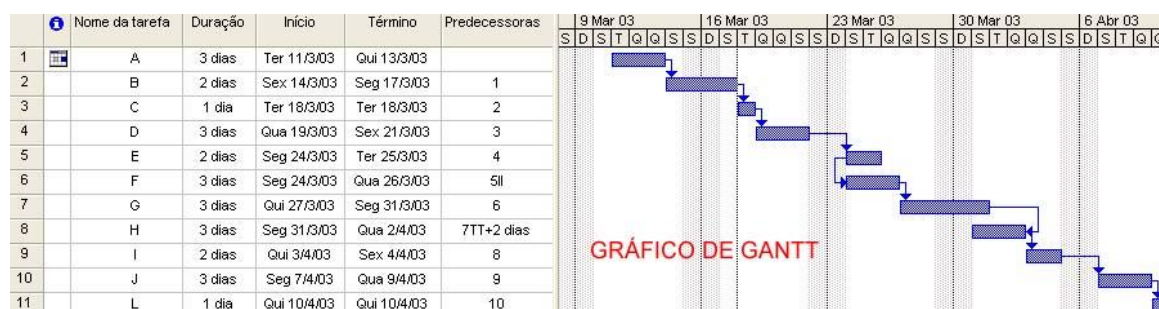 Nome da tarefa Duração Início Término Predecessoras 9 Mar 03 16 Mar 03 23 Mar 03 30 Mar 03 6 Abr 03
S D S T Q Q S S D S T Q Q S S D S T Q Q S S D S T Q Q S S D S T Q
1 A 3 dias Ter 11/3/03 Qui 13/3/03
2 B 2 dias Sex 14/3/03 Seg 17/3/03 1
3 C 1 dia Ter 18/3/03 Ter 18/3/03 2
4 D 3 dias Qua 19/3/03 Sex 21/3/03 3
5 E 2 dias Seg 24/3/03 Ter 25/3/03 4
6 F 3 dias Seg 24/3/03 Qua 26/3/03 5II
7 G 3 dias Qui 27/3/03 Seg 31/3/03 6
8 H 3 dias Seg 31/3/03 Qua 2/4/03 7TT+2 dias
GRÁFICO DE GANTT
9 I 2 dias Qui 3/4/03 Sex 4/4/03 8
10 J 3 dias Seg 7/4/03 Qua 9/4/03 9
11 L 1 dia Qui 10/4/03 Qui 10/4/03 10